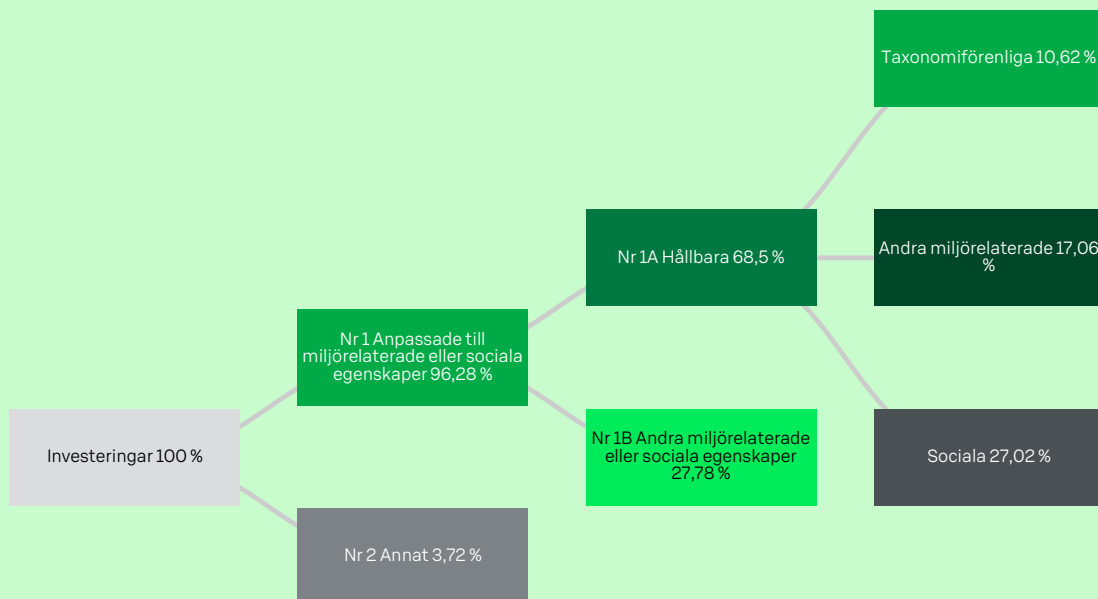 Taxonomiförenliga 10,62 %
Andra miljörelaterade 17,06
%
Nr 1A Hållbara 68,5 %
Nr 1 Anpassade till
miljörelaterade eller sociala
egenskaper 96,28 %
Nr 1B Andra miljörelaterade
eller sociala egenskaper
27,78 %
Sociala 27,02 %
Investeringar 100 %
Nr 2 Annat 3,72 %